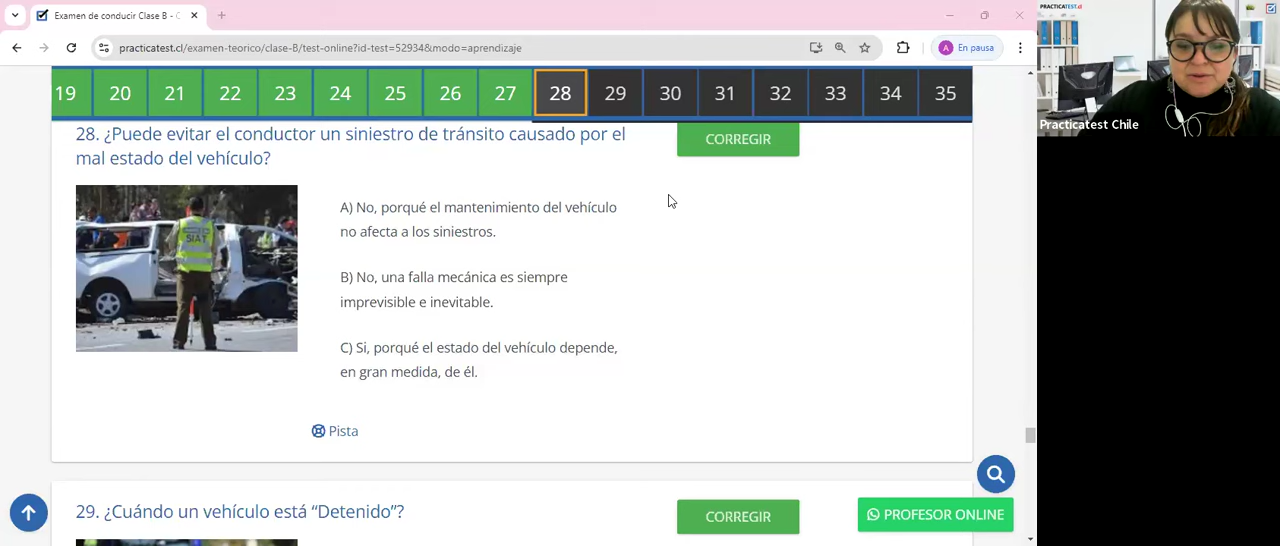 Examen de conducir Clase B - C
practicatest.cl/examen-teorico/clase-B/test-online?id-test=52934&modo=aprendizaje
A En pausa
PRACTICATEST.cl
19 20 21 22 23 24 25 26 27 28 29 30 31 32 33 34 35
Practicatest Chile
28. ¿Puede evitar el conductor un siniestro de tránsito causado por el
mal estado del vehículo?
CORREGIR
SIAT
A) No, porqué el mantenimiento del vehículo
no afecta a los siniestros.
B) No, una falla mecánica es siempre
imprevisible e inevitable.
C) Si, porqué el estado del vehículo depende,
en gran medida, de él.
Pista
29. ¿Cuándo un vehículo está “Detenido”?
CORREGIR
PROFESOR ONLINE